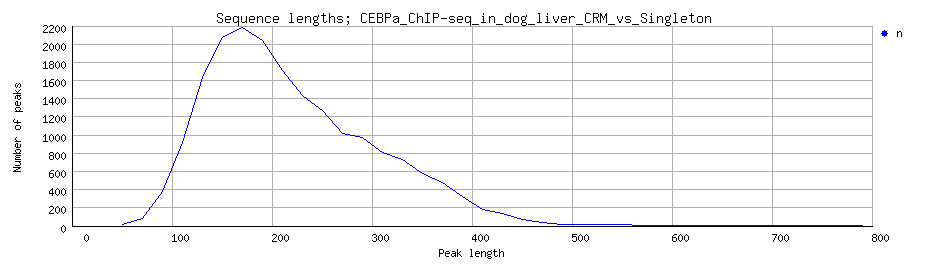 Sequence lengths; CEBPa_ChIP-seq_in_dog_liver_CRM_vs_Singleton
n
Number of peaks
2200
2000
1800
1600
1400
1200
1000
800
600
400
200
0
0 100 200 300 400 500 600 700 800
Peak length